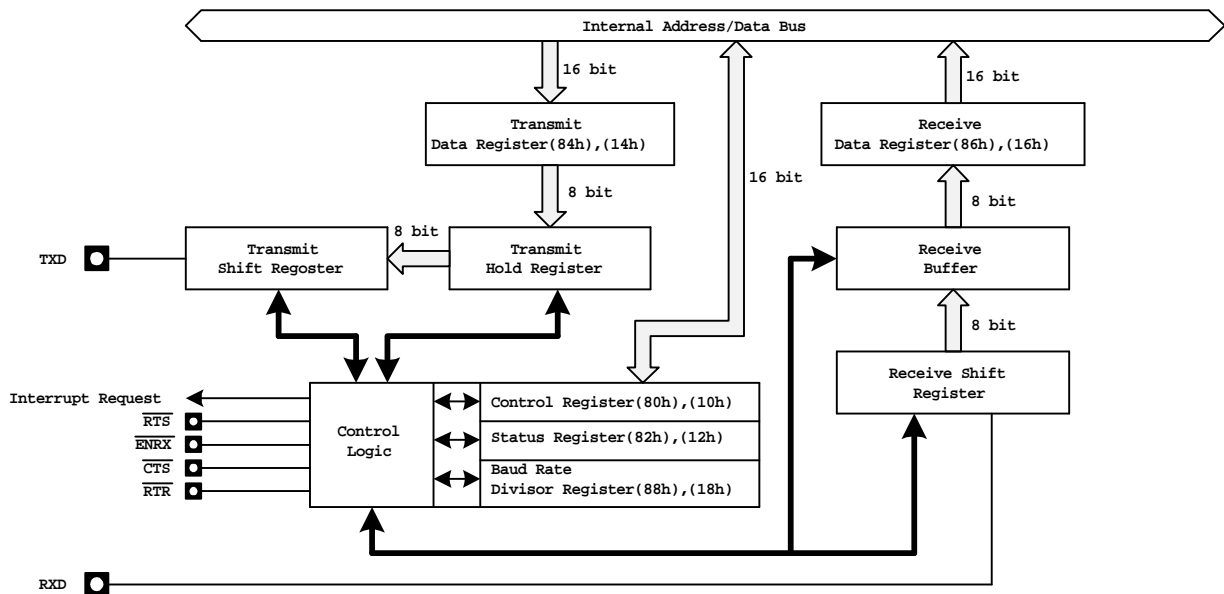 Internal Address/Data Bus
16 bit
16 bit
Transmit
Data Register(84h),(14h)
Receive
Data Register(86h),(16h)
16 bit
8 bit
8 bit
8 bit
TXD
Transmit
Shift Regoster
Transmit
Hold Register
Receive
Buffer
8 bit
Receive Shift
Register
Interrupt Request
RTS
ENRX
CTS
RTR
Control
Logic
Control Register(80h),(10h)
Status Register(82h),(12h)
Baud Rate
Divisor Register(88h),(18h)
RXD